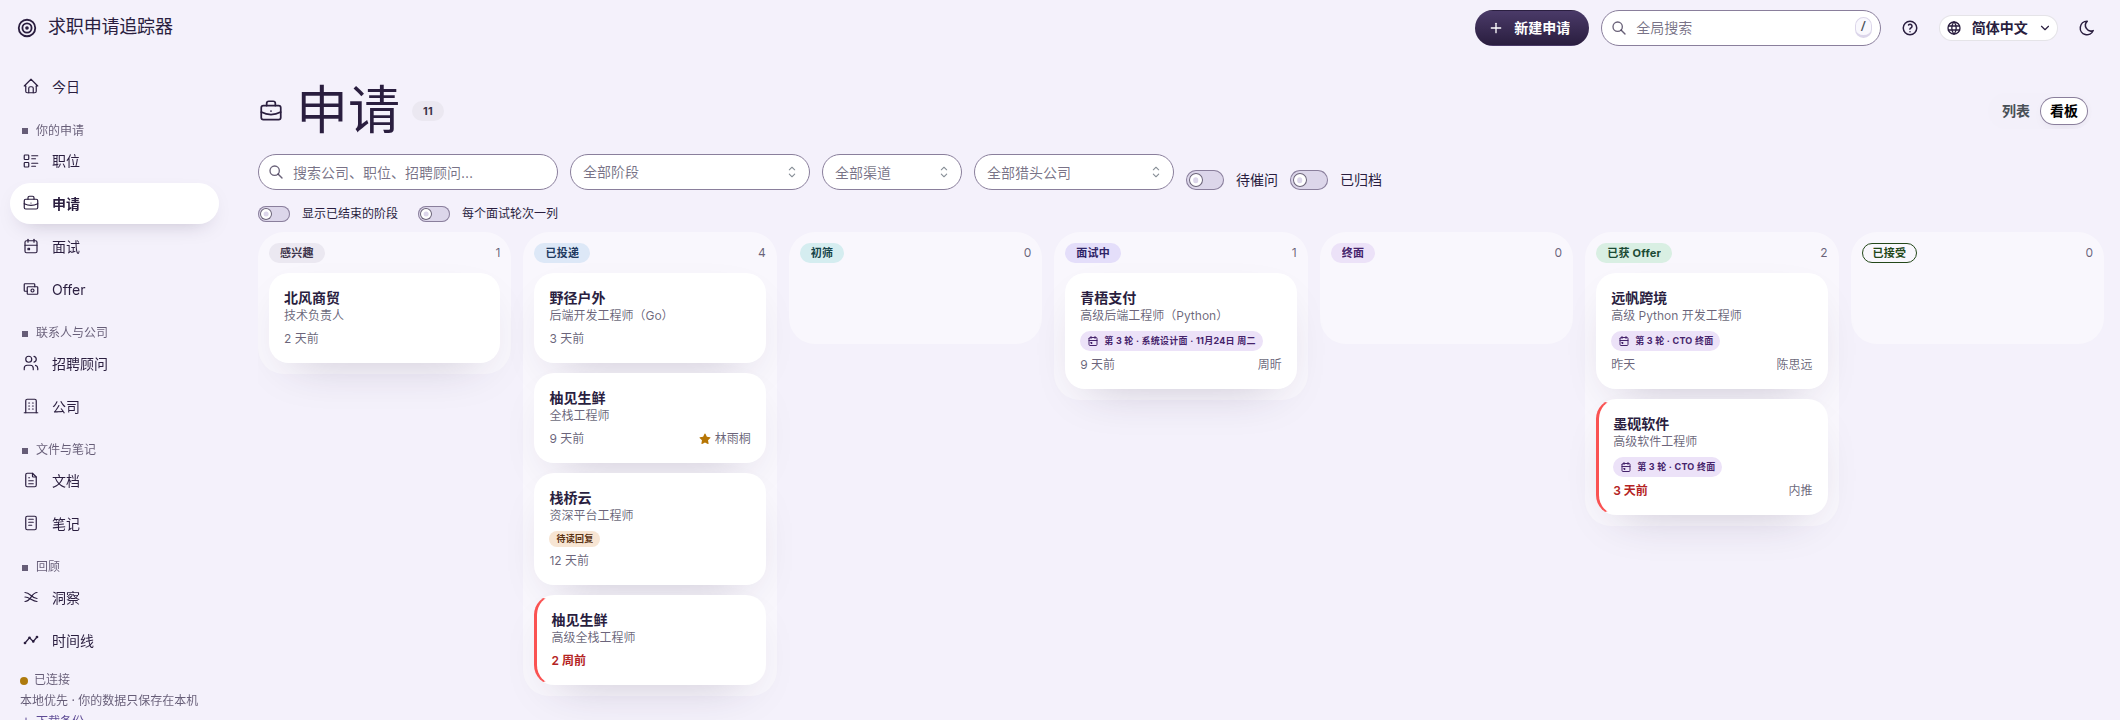 求职申请追踪器
新建申请
全局搜索
/
简体中文
今日
你的申请
职位
申请
面试
Offer
联系人与公司
招聘顾问
公司
文件与笔记
文档
笔记
回顾
洞察
时间线
已连接
本地优先 · 你的数据只保存在本机
申请
11
列表
看板
搜索公司、职位、招聘顾问...
全部阶段
全部渠道
全部猎头公司
待催问
已归档
显示已结束的阶段
每个面试轮次一列
感兴趣
1
北风商贸
技术负责人
2 天前
已投递
4
野径户外
后端开发工程师（Go）
3 天前
柚见生鲜
全栈工程师
9 天前
林雨桐
栈桥云
资深平台工程师
待读回复
12 天前
柚见生鲜
高级全栈工程师
2 周前
初筛
0
面试中
1
青梧支付
高级后端工程师（Python）
第 3 轮 · 系统设计面 · 11月24日 周二
9 天前
周昕
终面
0
已获 Offer
2
远帆跨境
高级 Python 开发工程师
第 3 轮 · CTO 终面
昨天
陈思远
墨砚软件
高级软件工程师
第 3 轮 · CTO 终面
3 天前
内推
已接受
0